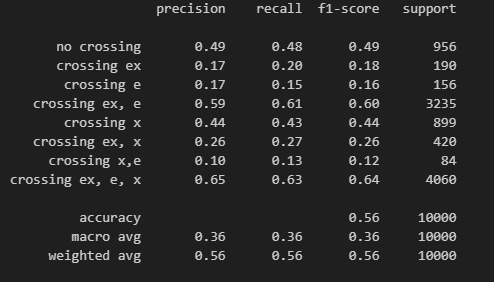 precision recall f1-score support
no crossing 0.49 0.48 0.49 956
crossing ex 0.17 0.20 0.18 190
crossing e 0.17 0.15 0.16 156
crossing ex, e 0.59 0.61 0.60 3235
crossing x 0.44 0.43 0.44 899
crossing ex, x 0.26 0.27 0.26 420
crossing x,e 0.10 0.13 0.12 84
crossing ex, e, x 0.65 0.63 0.64 4060
accuracy 0.56 10000
macro avg 0.36 0.36 0.36 10000
weighted avg 0.56 0.56 0.56 10000